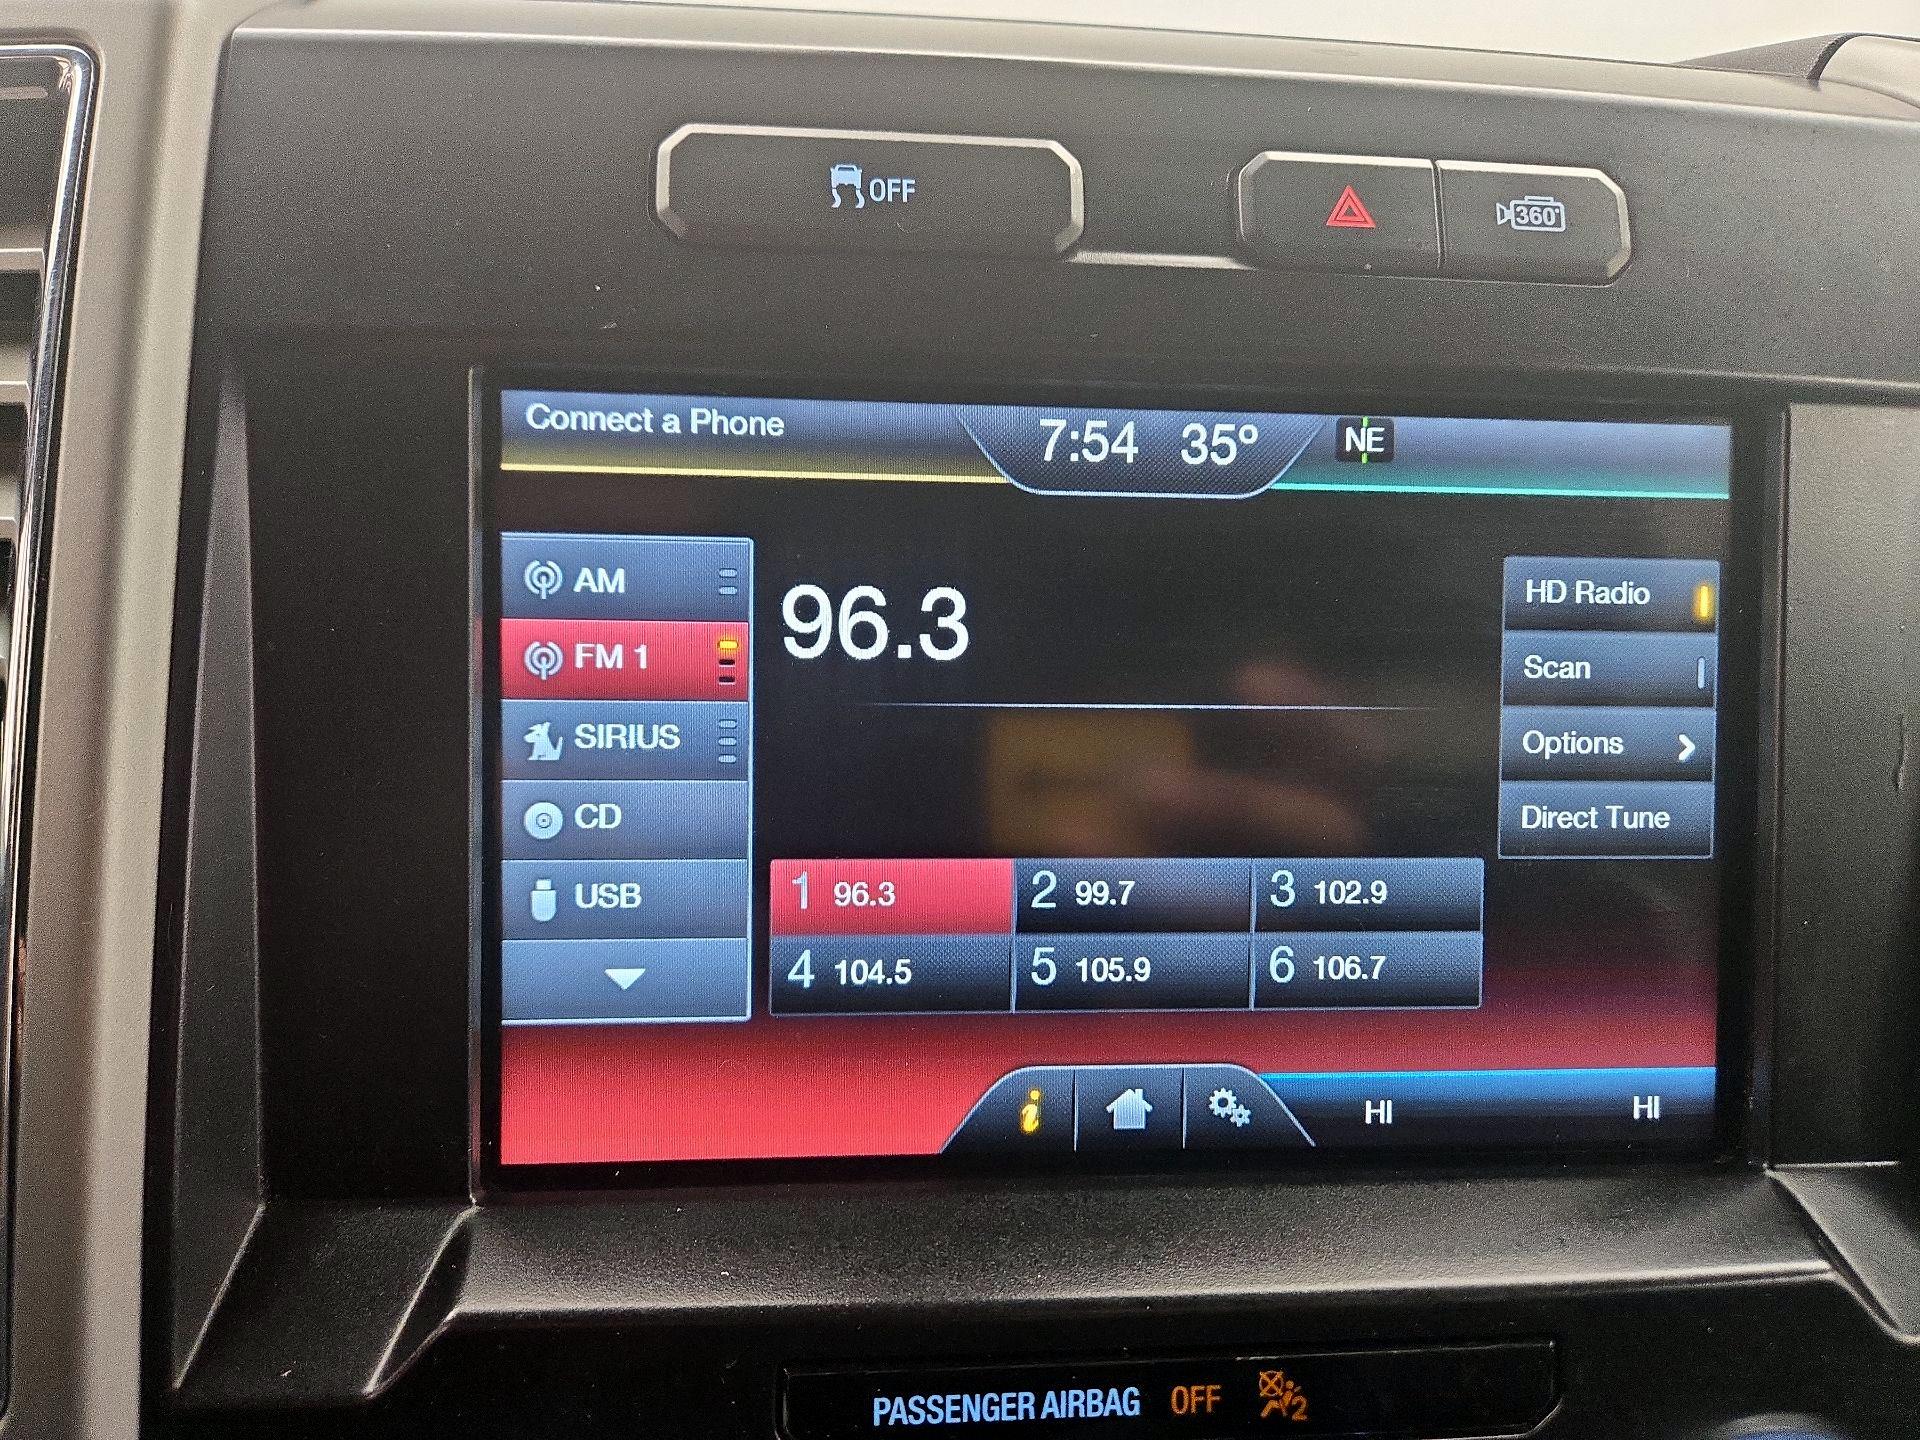 OFF
360°
Connect a Phone
7:54 35° NE
AM
FM 1
SIRIUS
CD
USB
96.3
HD Radio
Scan
Options
Direct Tune
1 96.3 2 99.7 3 102.9
4 104.5 5 105.9 6 106.7
i
HI HI
PASSENGER AIRBAG OFF 2